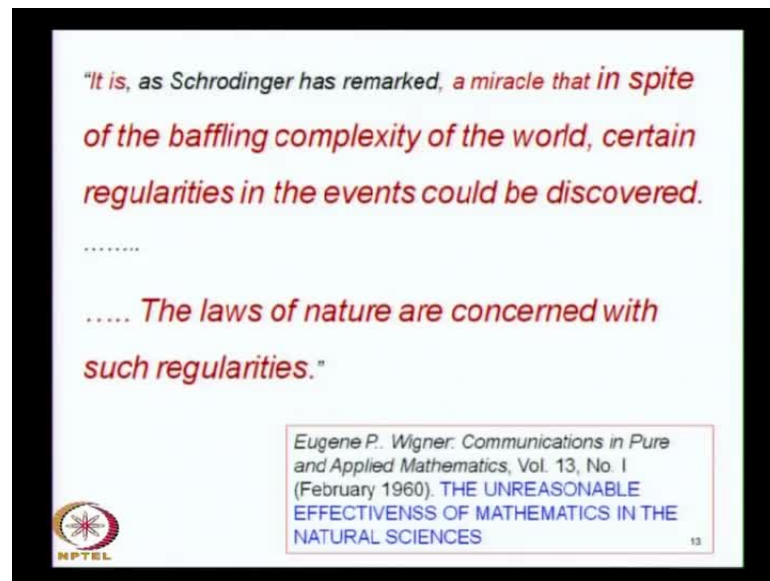 “It is, as Schrodinger has remarked, a miracle that in spite
of the baffling complexity of the world, certain
regularities in the events could be discovered.
........
..... The laws of nature are concerned with
such regularities.”
Eugene P.. Wigner: Communications in Pure
and Applied Mathematics, Vol. 13, No. I
(February 1960). THE UNREASONABLE
EFFECTIVENSS OF MATHEMATICS IN THE
NATURAL SCIENCES
13
NPTEL